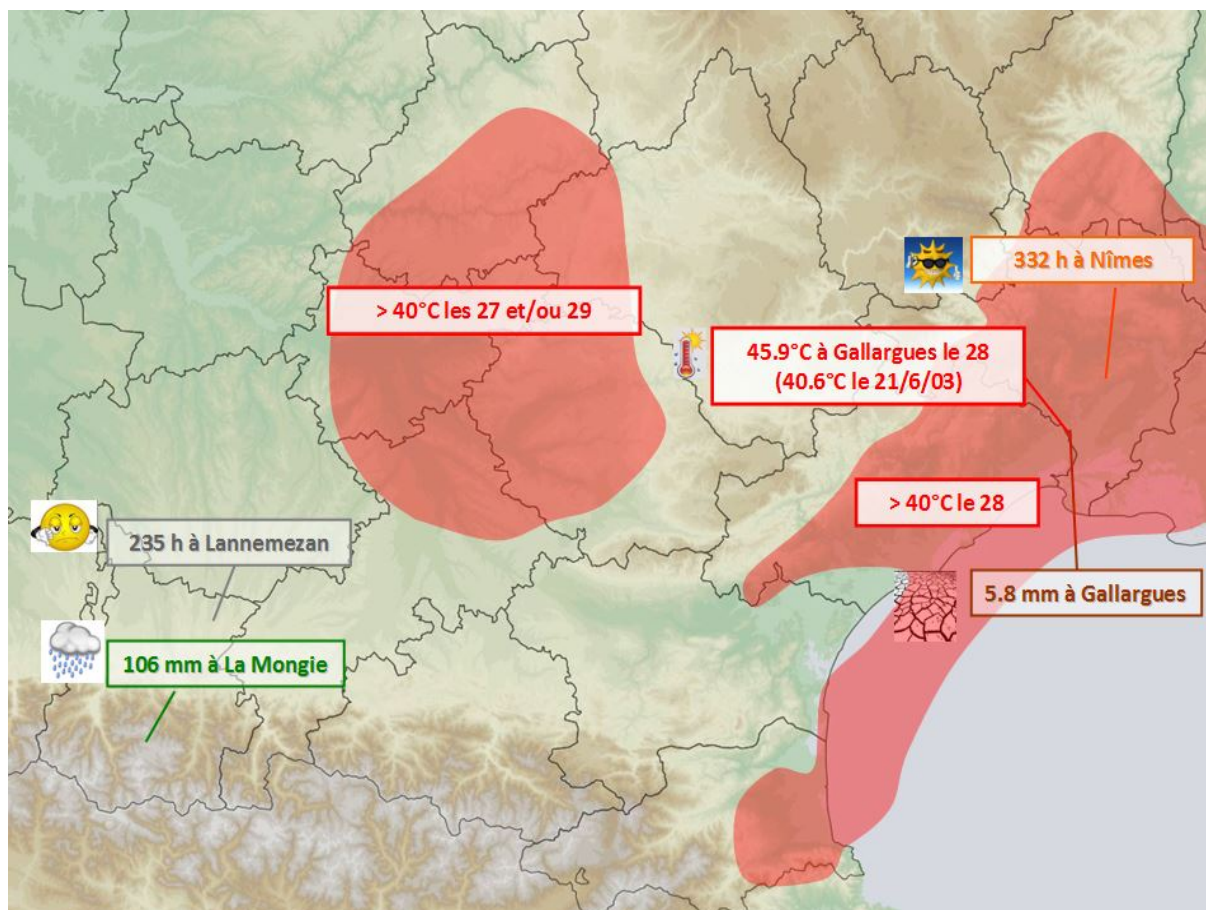 332 h à Nîmes
> 40°C les 27 et/ou 29
45.9°C à Gallargues le 28
(40.6°C le 21/6/03)
> 40°C le 28
235 h à Lannemezan
5.8 mm à Gallargues
106 mm à La Mongie